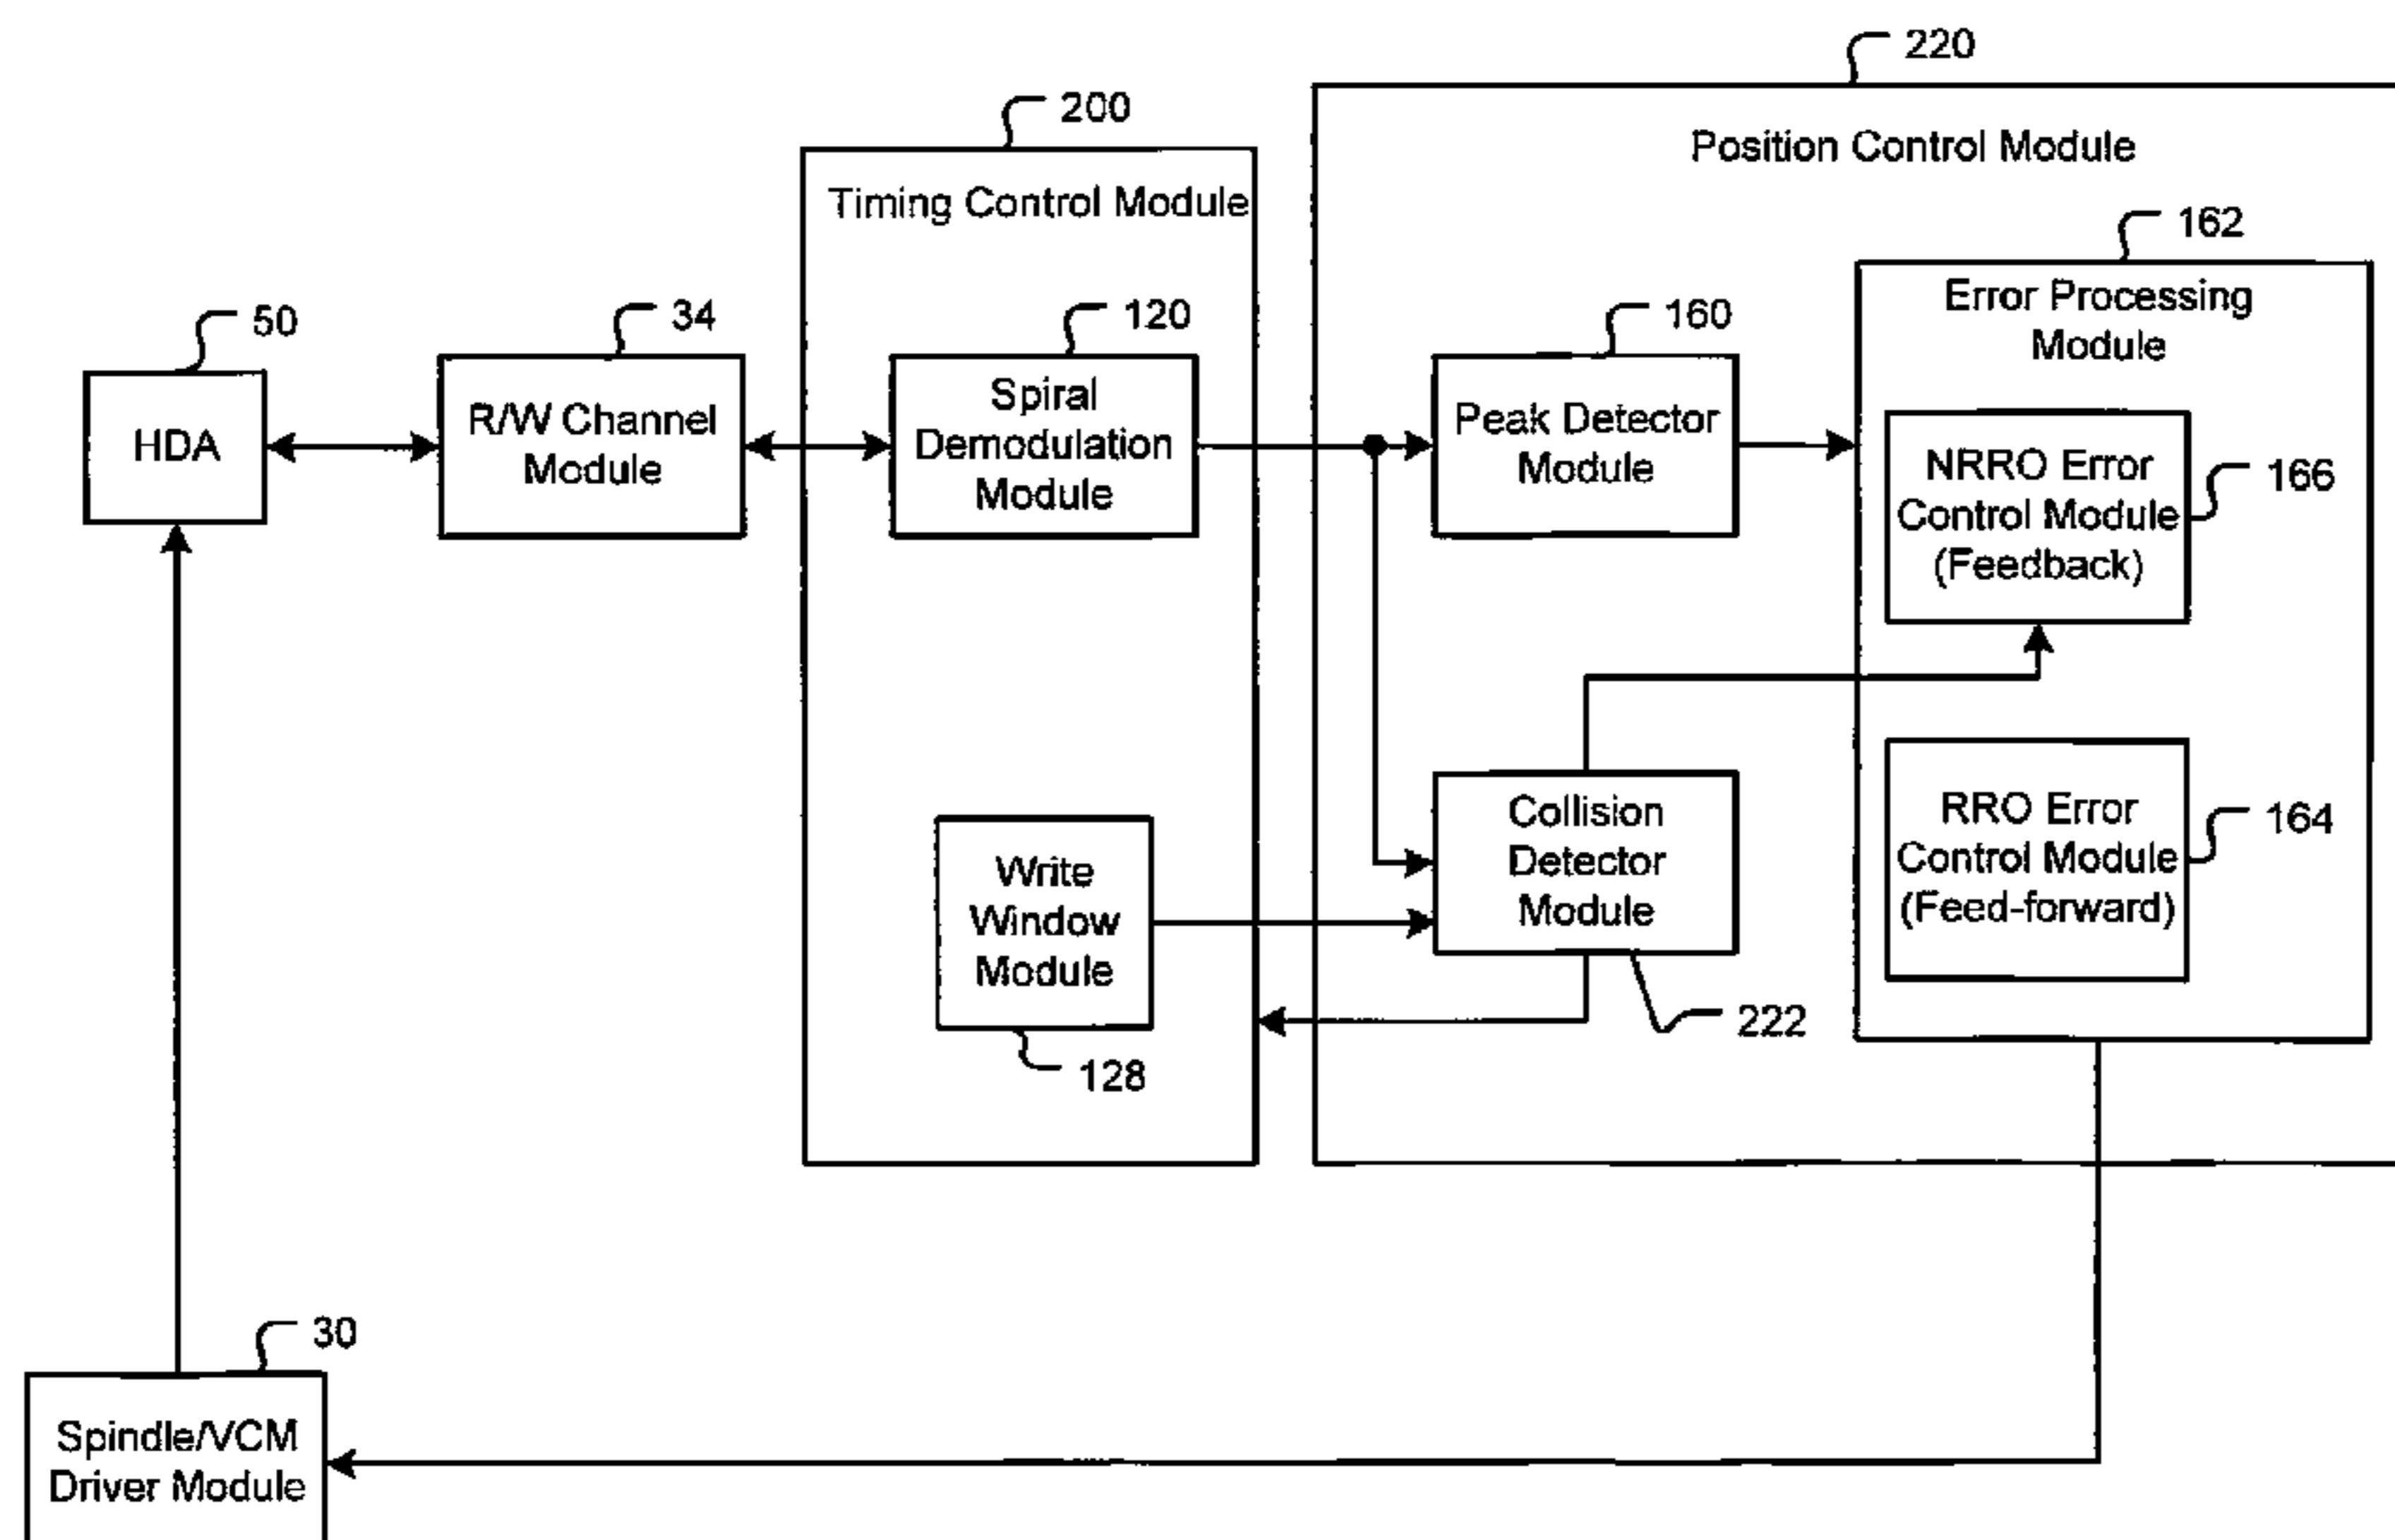 220
200
Position Control Module
Timing Control Module
162
Error Processing
Module
50
34
120
160
HDA
R/W Channel
Module
Spiral
Demodulation
Module
Peak Detector
Module
NRRO Error
Control Module
(Feedback)
166
Write
Window
Module
128
Collision
Detector
Module
222
RRO Error
Control Module
(Feed-forward)
164
30
Spindle/VCM
Driver Module